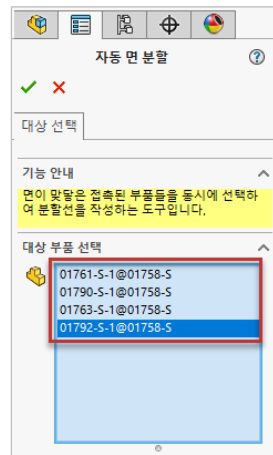 자동 면 분할
대상 선택
기능 안내
면이 맞닿은 접촉된 부품들을 동시에 선택하
여 분할선을 작성하는 도구입니다.
대상 부품 선택
01761-S-1@01758-S
01790-S-1@01758-S
01763-S-1@01758-S
01792-S-1@01758-S